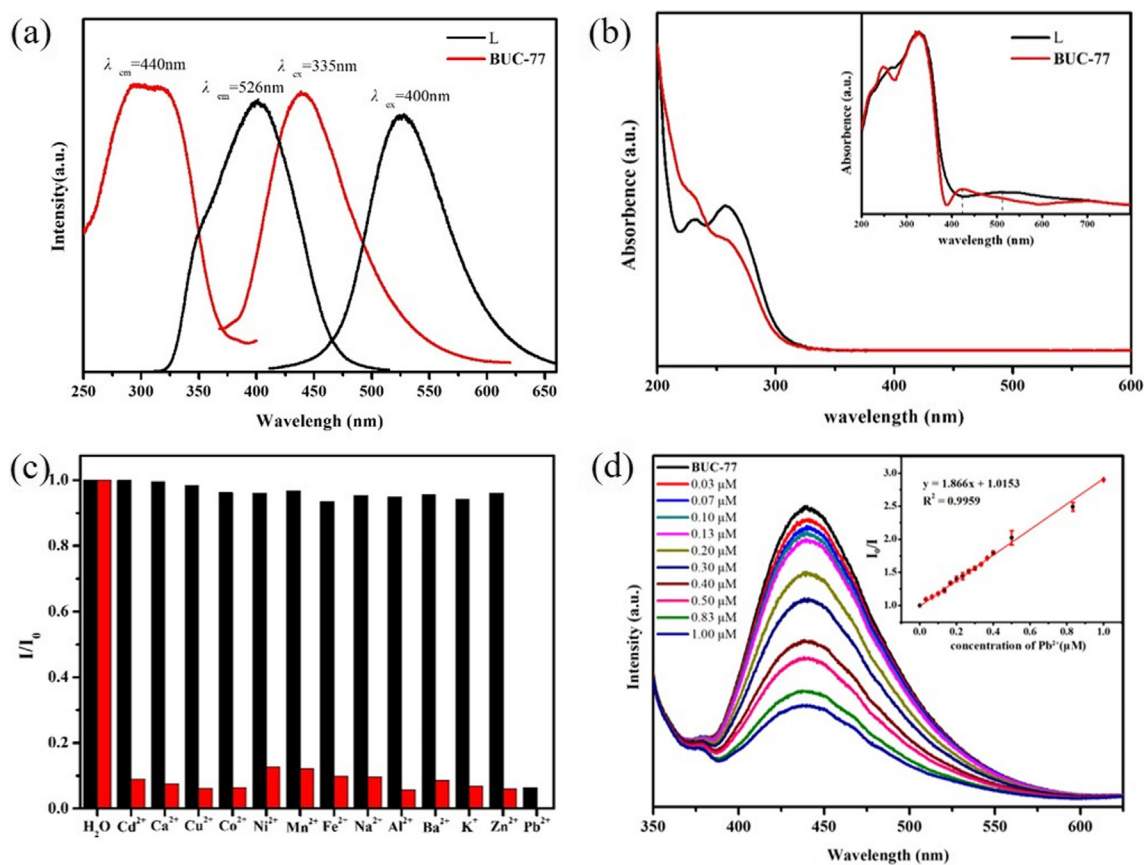 (a)
L
BUC-77
λ em=440nm
λ em=526nm
λ ex=335nm
λ ex=400nm
Intensity(a.u.)
250 300 350 400 450 500 550 600 650
Wavelengh (nm)
(b)
L
BUC-77
Absorbence (a.u.)
200 300 400 500 600 700
wavelength (nm)
Absorbence (a.u.)
200 300 400 500 600
wavelength (nm)
(c)
1.0
0.8
0.6
0.4
0.2
0.0
I/I₀
H₂O Cd²⁺ Ca²⁺ Cu²⁺ Co²⁺ Ni²⁺ Mn²⁺ Fe²⁺ Na²⁺ Al²⁺ Ba²⁺ K⁺ Zn²⁺ Pb²⁺
(d)
BUC-77
0.03 μM
0.07 μM
0.10 μM
0.13 μM
0.20 μM
0.30 μM
0.40 μM
0.50 μM
0.83 μM
1.00 μM
y = 1.866x + 1.0153
R² = 0.9959
3.0
2.5
2.0
1.5
1.0
I₀/I
0.0 0.2 0.4 0.6 0.8 1.0
concentration of Pb²⁺(μM)
Intensity (a.u.)
350 400 450 500 550 600
Wavelength (nm)